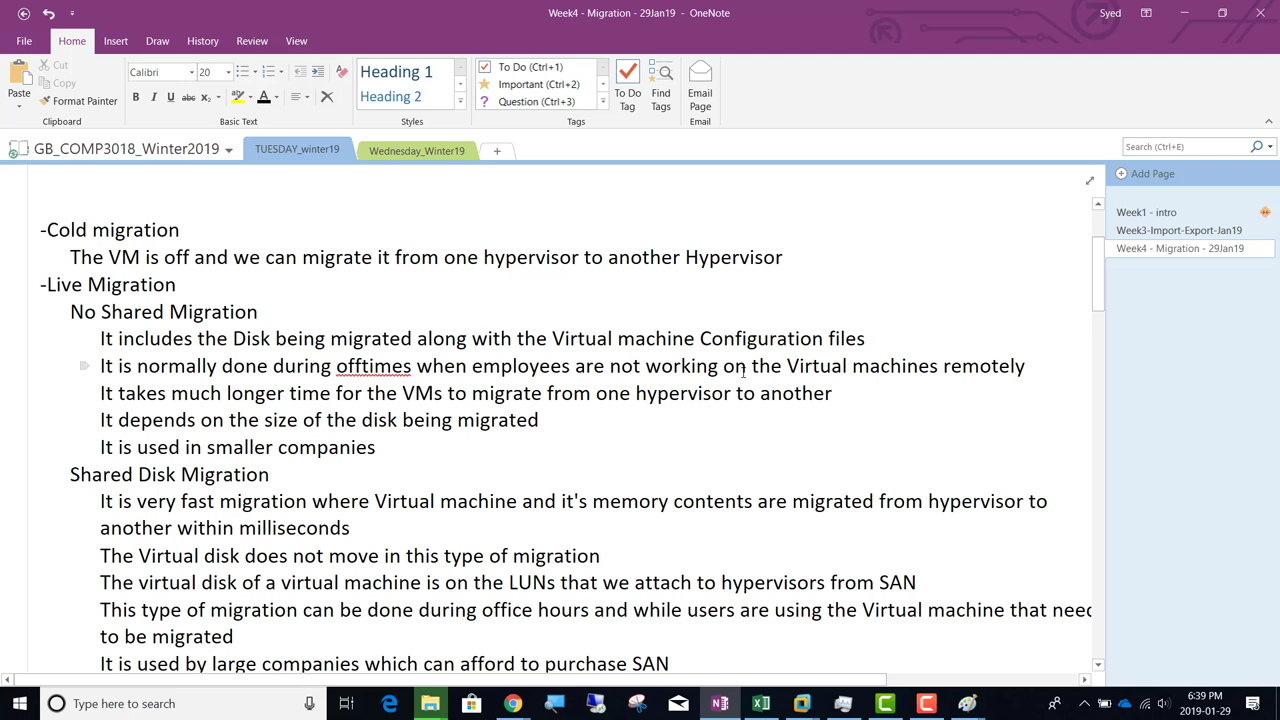 Week4 - Migration - 29Jan19 - OneNote
Syed
File Home Insert Draw History Review View
Paste
Cut
Copy
Format Painter
Clipboard
Calibri 20
B I U abc X₂ A
Basic Text
Heading 1
Heading 2
Styles
To Do (Ctrl+1)
Important (Ctrl+2)
Question (Ctrl+3)
To Do Tag
Find Tags
Tags
Email Page
Email
GB_COMP3018_Winter2019
TUESDAY_winter19
Wednesday_Winter19
+
Search (Ctrl+E)
Add Page
Week1 - intro
Week3-Import-Export-Jan19
Week4 - Migration - 29Jan19
-Cold migration
The VM is off and we can migrate it from one hypervisor to another Hypervisor
-Live Migration
No Shared Migration
It includes the Disk being migrated along with the Virtual machine Configuration files
It is normally done during offtimes when employees are not working on the Virtual machines remotely
It takes much longer time for the VMs to migrate from one hypervisor to another
It depends on the size of the disk being migrated
It is used in smaller companies
Shared Disk Migration
It is very fast migration where Virtual machine and it's memory contents are migrated from hypervisor to
another within milliseconds
The Virtual disk does not move in this type of migration
The virtual disk of a virtual machine is on the LUNs that we attach to hypervisors from SAN
This type of migration can be done during office hours and while users are using the Virtual machine that need
to be migrated
It is used by large companies which can afford to purchase SAN
Type here to search
6:39 PM
2019-01-29